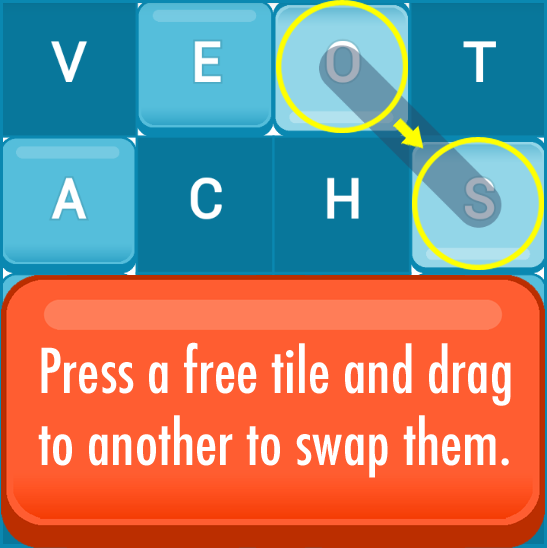 V E O T
A C H S
Press a free tile and drag
to another to swap them.